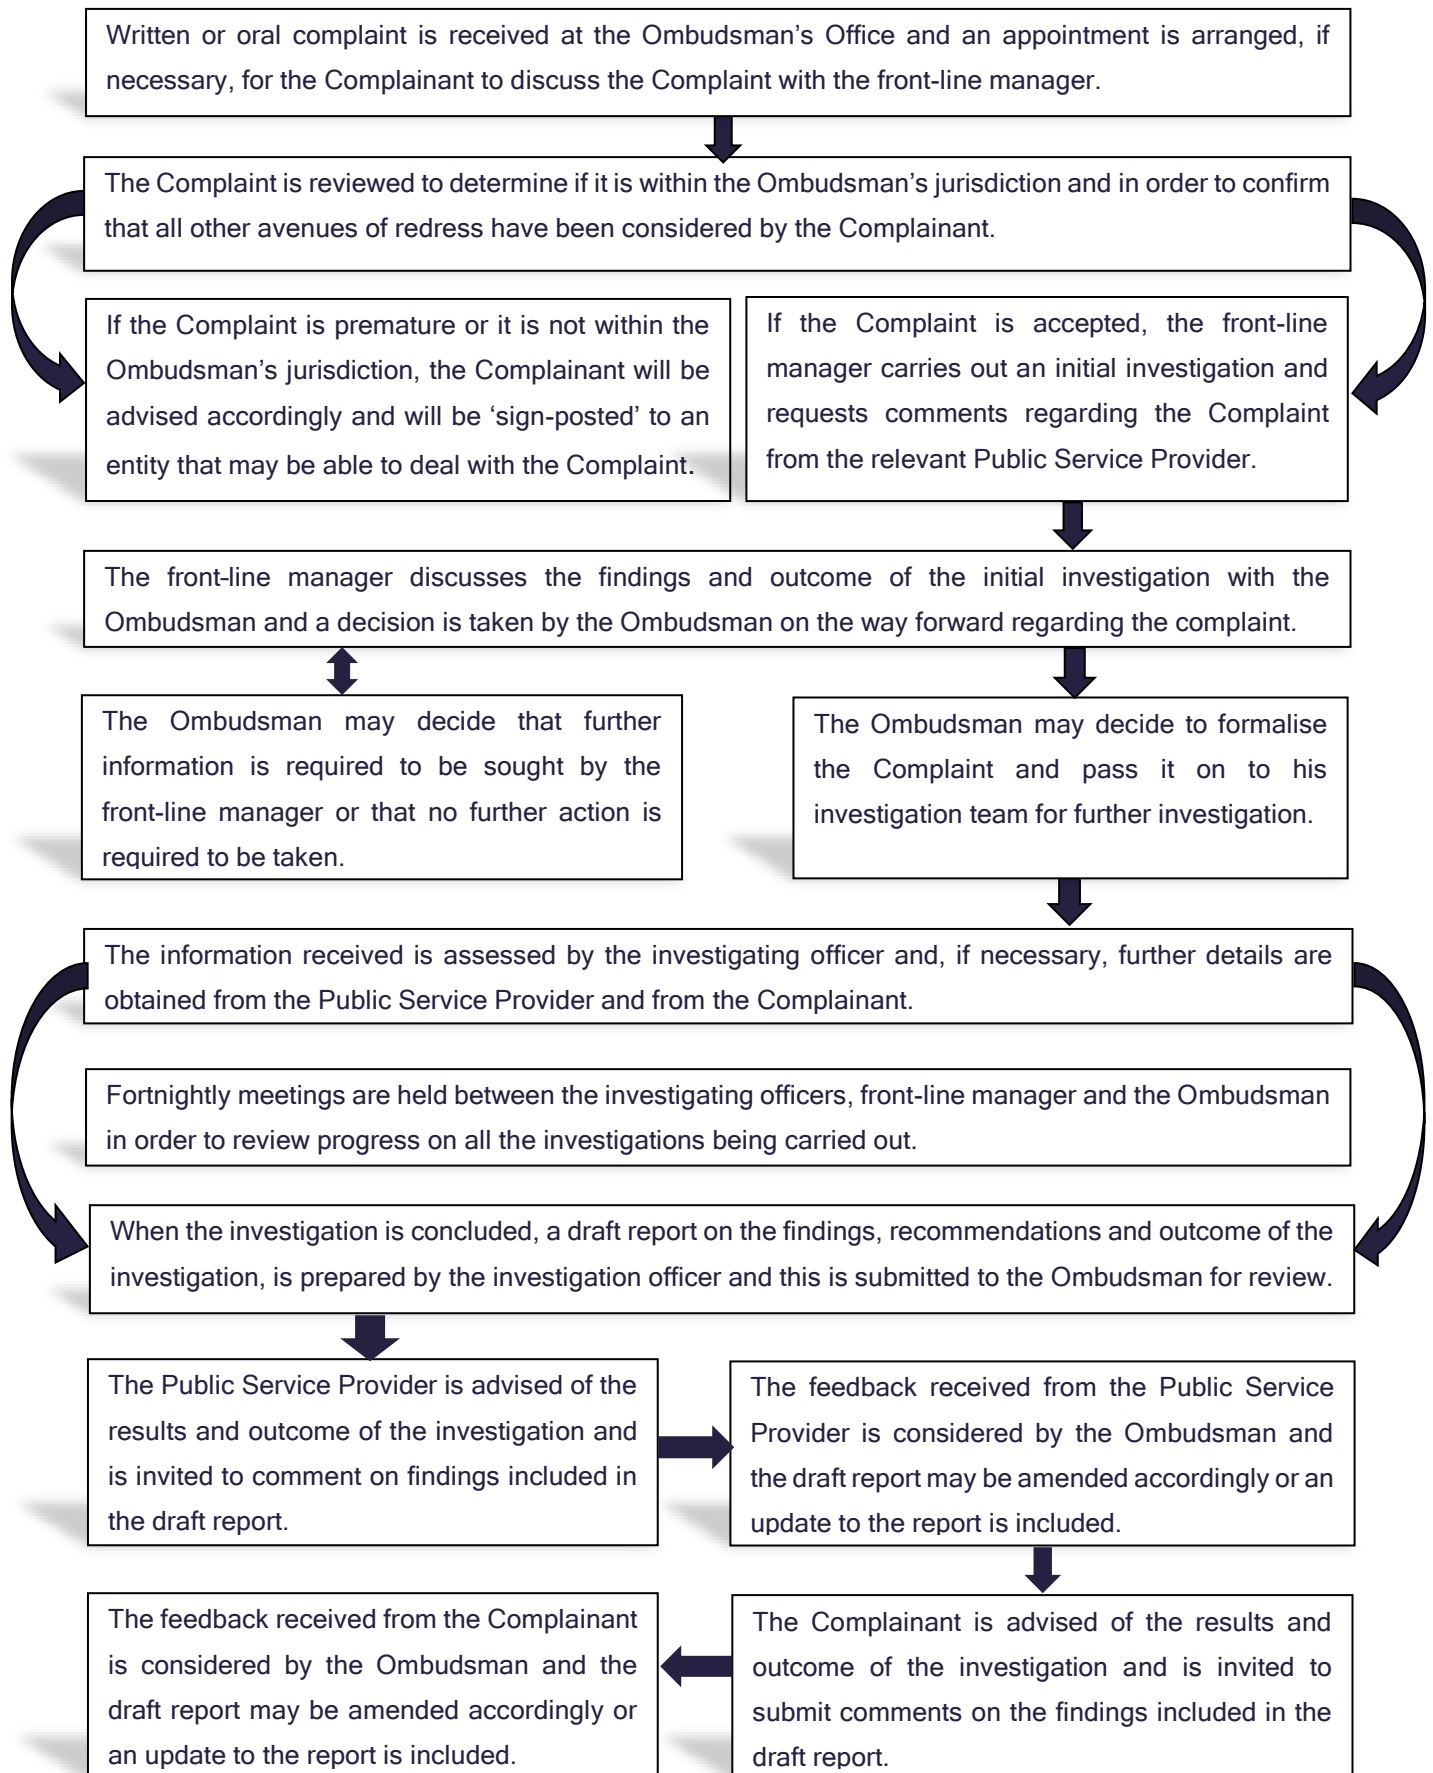 Written or oral complaint is received at the Ombudsman’s Office and an appointment is arranged, if
necessary, for the Complainant to discuss the Complaint with the front-line manager.
The Complaint is reviewed to determine if it is within the Ombudsman’s jurisdiction and in order to confirm
that all other avenues of redress have been considered by the Complainant.
If the Complaint is premature or it is not within the
Ombudsman’s jurisdiction, the Complainant will be
advised accordingly and will be ‘sign-posted’ to an
entity that may be able to deal with the Complaint.
If the Complaint is accepted, the front-line
manager carries out an initial investigation and
requests comments regarding the Complaint
from the relevant Public Service Provider.
The front-line manager discusses the findings and outcome of the initial investigation with the
Ombudsman and a decision is taken by the Ombudsman on the way forward regarding the complaint.
The Ombudsman may decide that further
information is required to be sought by the
front-line manager or that no further action is
required to be taken.
The Ombudsman may decide to formalise
the Complaint and pass it on to his
investigation team for further investigation.
The information received is assessed by the investigating officer and, if necessary, further details are
obtained from the Public Service Provider and from the Complainant.
Fortnightly meetings are held between the investigating officers, front-line manager and the Ombudsman
in order to review progress on all the investigations being carried out.
When the investigation is concluded, a draft report on the findings, recommendations and outcome of the
investigation, is prepared by the investigation officer and this is submitted to the Ombudsman for review.
The Public Service Provider is advised of the
results and outcome of the investigation and
is invited to comment on findings included in
the draft report.
The feedback received from the Public Service
Provider is considered by the Ombudsman and
the draft report may be amended accordingly or an
update to the report is included.
The feedback received from the Complainant
is considered by the Ombudsman and the
draft report may be amended accordingly or
an update to the report is included.
The Complainant is advised of the results and
outcome of the investigation and is invited to
submit comments on the findings included in the
draft report.